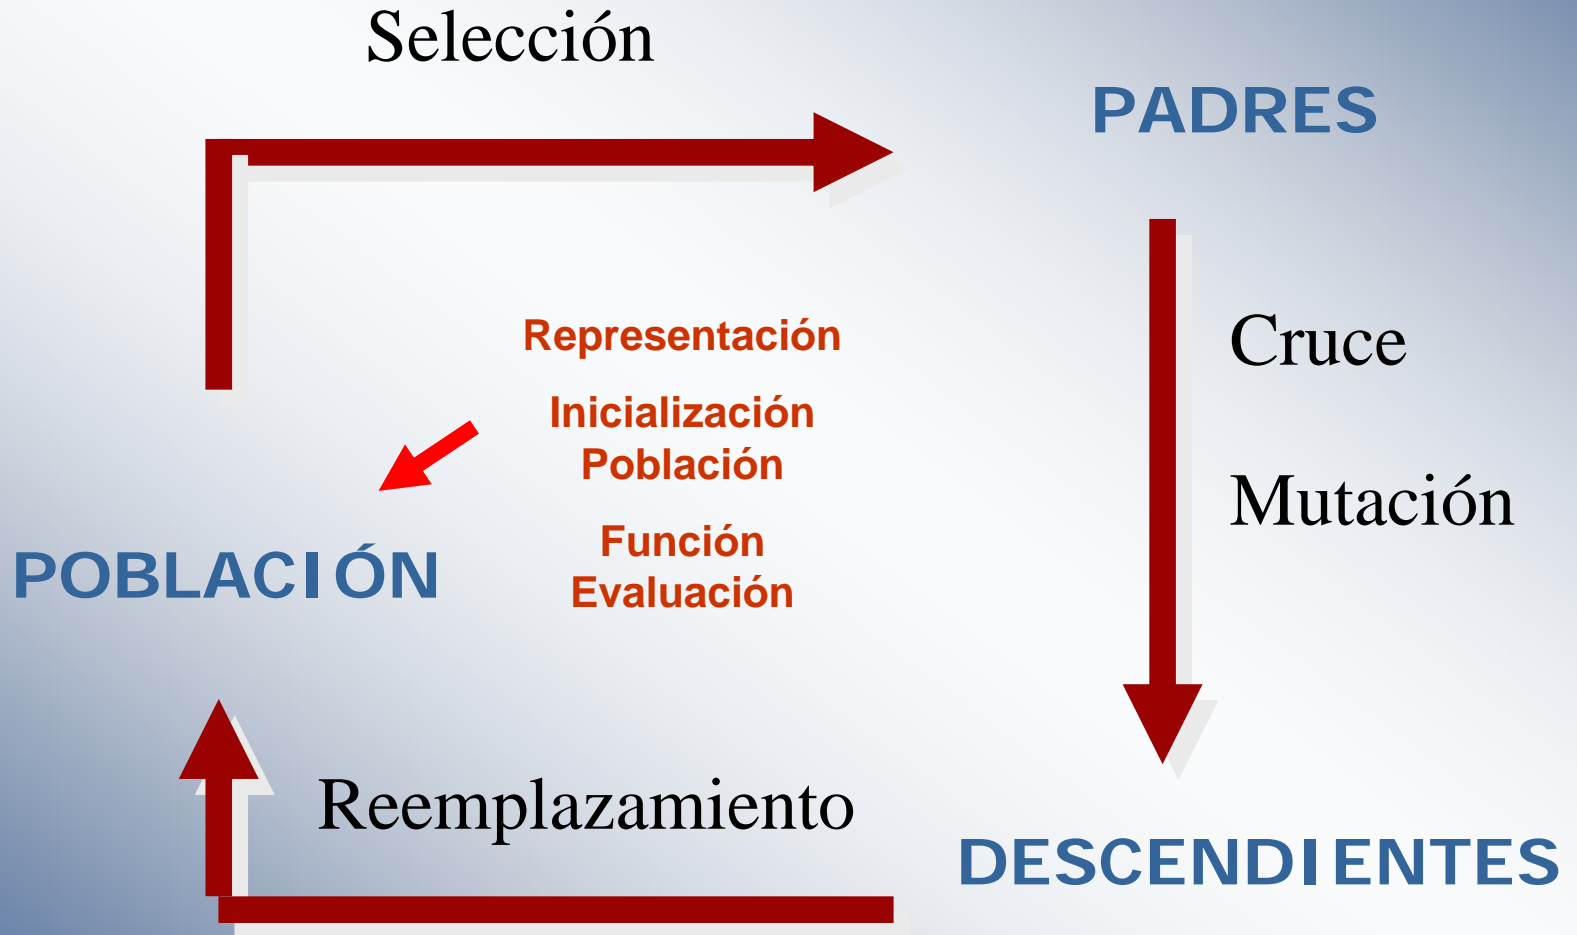 Selección
PADRES
Representación
Cruce
Inicialización
Población
Mutación
Función
POBLACIÓN
Evaluación
Reemplazamiento
DESCENDIENTES